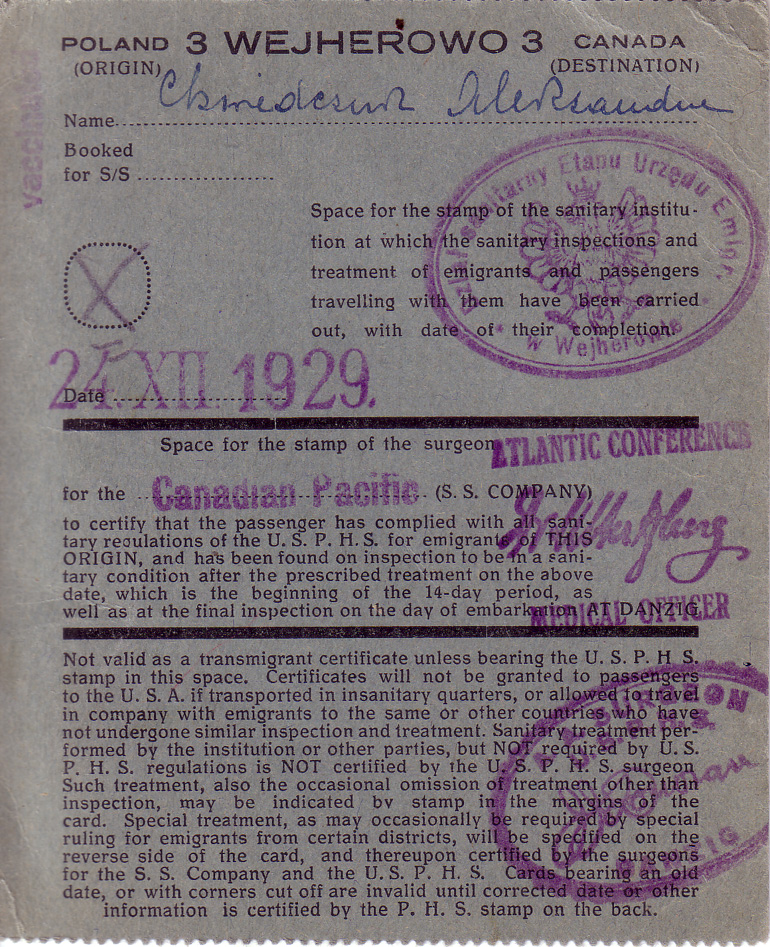 POLAND 3 WEJHEROWO 3 CANADA
(ORIGIN) (DESTINATION)
Name Aleksander
Booked
for S/S
vaccinated
Space for the stamp of the sanitary institu-
tion at which the sanitary inspections and
treatment of emigrants and passengers
travelling with them have been carried
out, with date of their completion.
Dział sanitarny Etapu Urzędu Emigr.
w Wejherowie
X
Date 24. XII. 1929.
Space for the stamp of the surgeon
ATLANTIC CONFERENCE
for the Canadian Pacific (S. S. COMPANY)
to certify that the passenger has complied with all sani-
tary regulations of the U. S. P. H. S. for emigrants of THIS
ORIGIN, and has been found on inspection to be in a sani-
tary condition after the prescribed treatment on the above
date, which is the beginning of the 14-day period, as
well as at the final inspection on the day of embarkation AT DANZIG.
MEDICAL OFFICER
Not valid as a transmigrant certificate unless bearing the U. S. P. H S.
stamp in this space. Certificates will not be granted to passengers
to the U. S. A. if transported in insanitary quarters, or allowed to travel
in company with emigrants to the same or other countries who have
not undergone similar inspection and treatment. Sanitary treatment per-
formed by the institution or other parties, but NOT required by U. S.
P. H. S. regulations is NOT certified by the U. S. P. H. S. surgeon
Such treatment, also the occasional omission of treatment other than
inspection, may be indicated by stamp in the margins of the
card. Special treatment, as may occasionally be required by special
ruling for emigrants from certain districts, will be specified on the
reverse side of the card, and thereupon certified by the surgeons
for the S. S. Company and the U. S. P. H. S. Cards bearing an old
date, or with corners cut off are invalid until corrected date or other
information is certified by the P. H. S. stamp on the back.